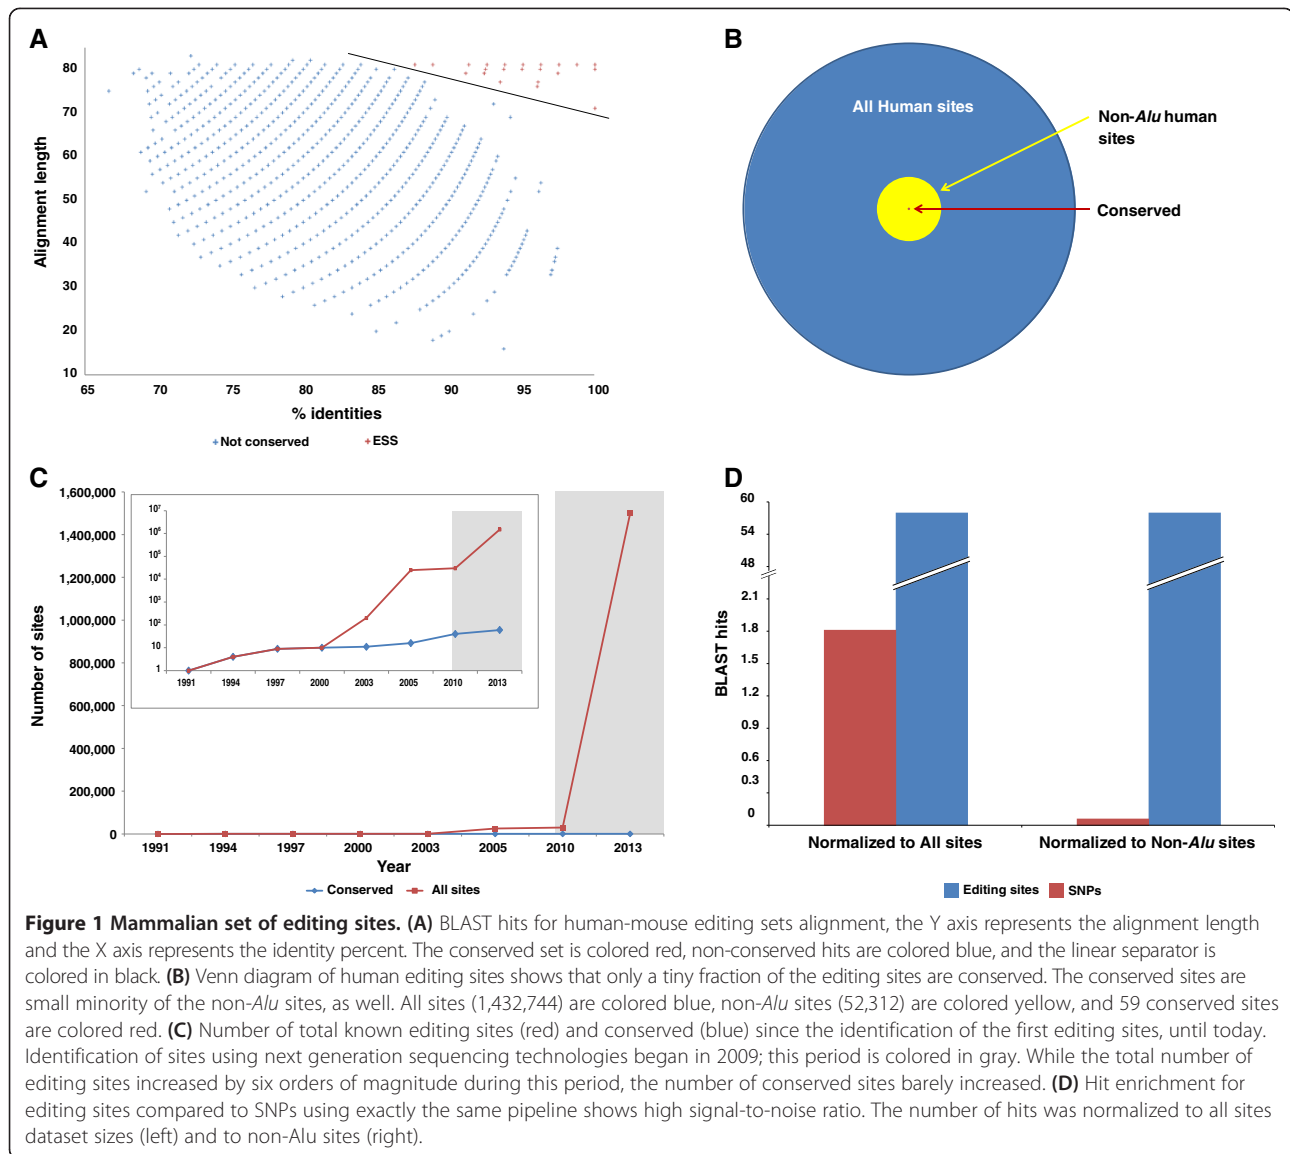 A
80
70
60
50
40
30
20
10
Alignment length
65 70 75 80 85 90 95 100
% identities
Not conserved ESS
B
All Human sites
Non-Alu human
sites
Conserved
C
1,600,000
1,400,000
1,200,000
1,000,000
800,000
600,000
400,000
200,000
0
Number of sites
10^7
10^6
10^5
10^4
10^3
10^2
10
1
1991 1994 1997 2000 2003 2005 2010 2013
1991 1994 1997 2000 2003 2005 2010 2013
Year
Conserved All sites
D
60
54
48
2.1
1.8
1.5
1.2
0.9
0.6
0.3
0
BLAST hits
Normalized to All sites Normalized to Non-Alu sites
Editing sites SNPs
Figure 1 Mammalian set of editing sites. (A) BLAST hits for human-mouse editing sets alignment, the Y axis represents the alignment length
and the X axis represents the identity percent. The conserved set is colored red, non-conserved hits are colored blue, and the linear separator is
colored in black. (B) Venn diagram of human editing sites shows that only a tiny fraction of the editing sites are conserved. The conserved sites are
small minority of the non-Alu sites, as well. All sites (1,432,744) are colored blue, non-Alu sites (52,312) are colored yellow, and 59 conserved sites
are colored red. (C) Number of total known editing sites (red) and conserved (blue) since the identification of the first editing sites, until today.
Identification of sites using next generation sequencing technologies began in 2009; this period is colored in gray. While the total number of
editing sites increased by six orders of magnitude during this period, the number of conserved sites barely increased. (D) Hit enrichment for
editing sites compared to SNPs using exactly the same pipeline shows high signal-to-noise ratio. The number of hits was normalized to all sites
dataset sizes (left) and to non-Alu sites (right).